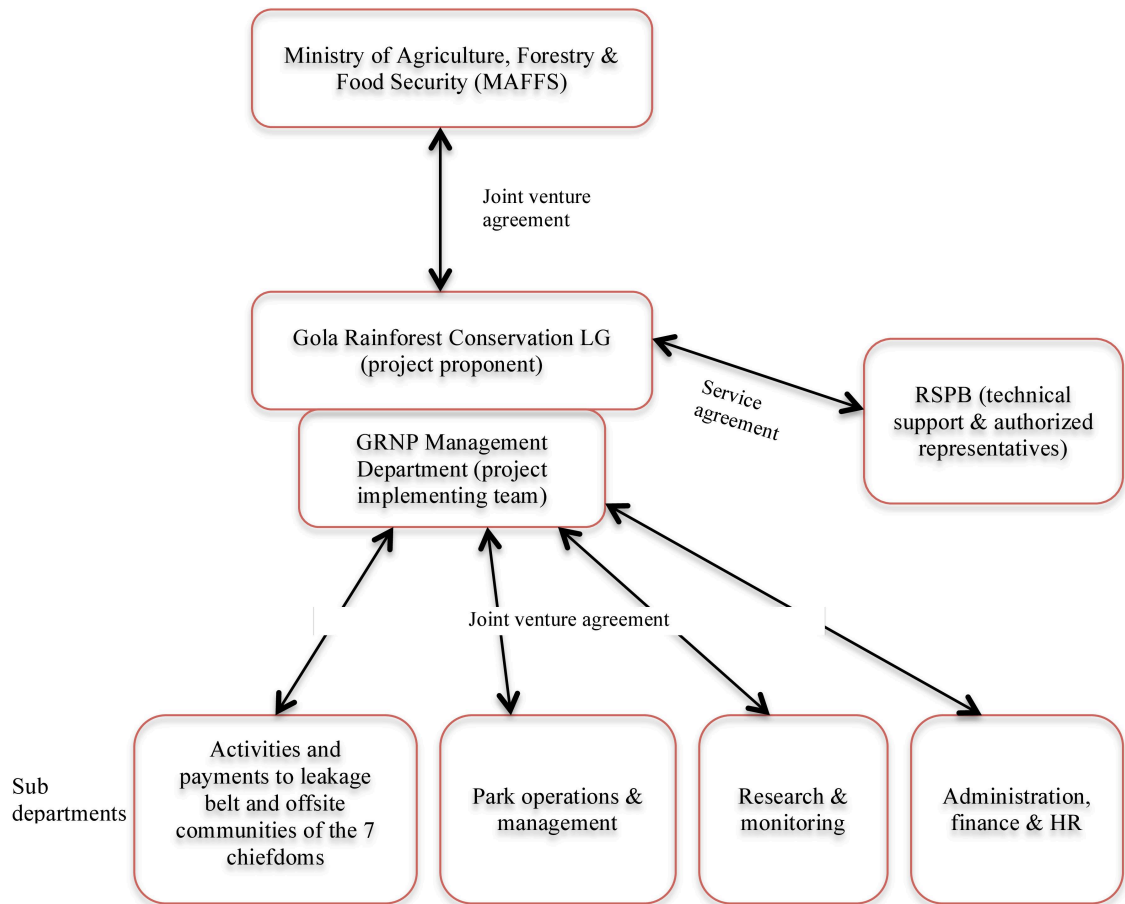 Ministry of Agriculture, Forestry &
Food Security (MAFFS)
Joint venture
agreement
Gola Rainforest Conservation LG
(project proponent)
Service
agreement
RSPB (technical
support & authorized
representatives)
GRNP Management
Department (project
implementing team)
Joint venture agreement
Sub
departments
Activities and
payments to leakage
belt and offsite
communities of the 7
chiefdoms
Park operations &
management
Research &
monitoring
Administration,
finance & HR